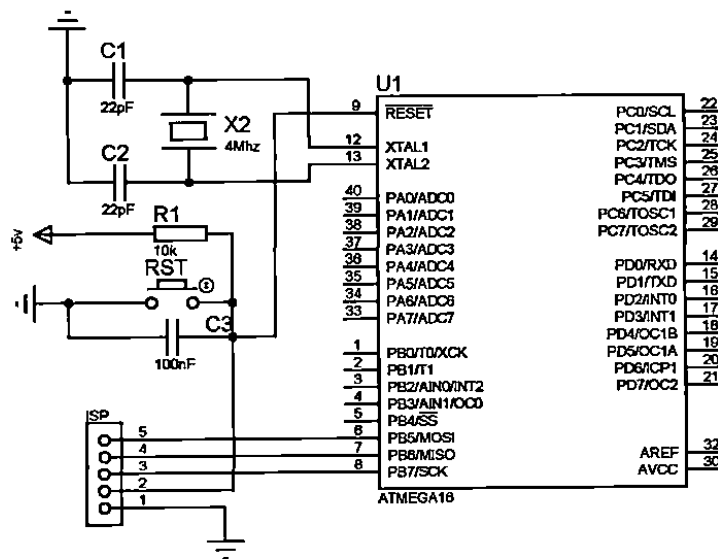 C1
22pF
C2
22pF
X2
4Mhz
+5v
R1
10k
RST
C3
100nF
ISP
5
4
3
2
1
U1
9 RESET
12 XTAL1
13 XTAL2
40 PA0/ADC0
39 PA1/ADC1
38 PA2/ADC2
37 PA3/ADC3
36 PA4/ADC4
35 PA5/ADC5
34 PA6/ADC6
33 PA7/ADC7
1 PB0/T0/XCK
2 PB1/T1
3 PB2/AIN0/INT2
4 PB3/AIN1/OC0
5 PB4/SS
6 PB5/MOSI
7 PB6/MISO
8 PB7/SCK
PC0/SCL 22
PC1/SDA 23
PC2/TCK 24
PC3/TMS 25
PC4/TDO 26
PC5/TDI 27
PC6/TOSC1 28
PC7/TOSC2 29
PD0/RXD 14
PD1/TXD 15
PD2/INT0 16
PD3/INT1 17
PD4/OC1B 18
PD5/OC1A 19
PD6/ICP1 20
PD7/OC2 21
AREF 32
AVCC 30
ATMEGA16